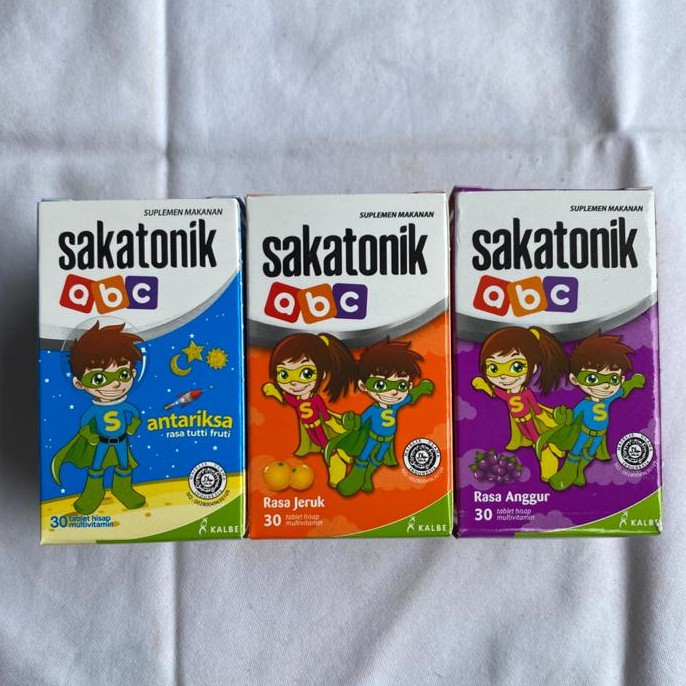 SUPLEMEN MAKANAN
sakatonik
abc
S
antariksa
rasa tutti fruti
30 tablet hisap
multivitamin
KALBE
SUPLEMEN MAKANAN
sakatonik
abc
S
S
Rasa Jeruk
30 tablet hisap
multivitamin
KALBE
SUPLEMEN MAKANAN
sakatonik
abc
S
S
Rasa Anggur
30 tablet hisap
multivitamin
KALBE